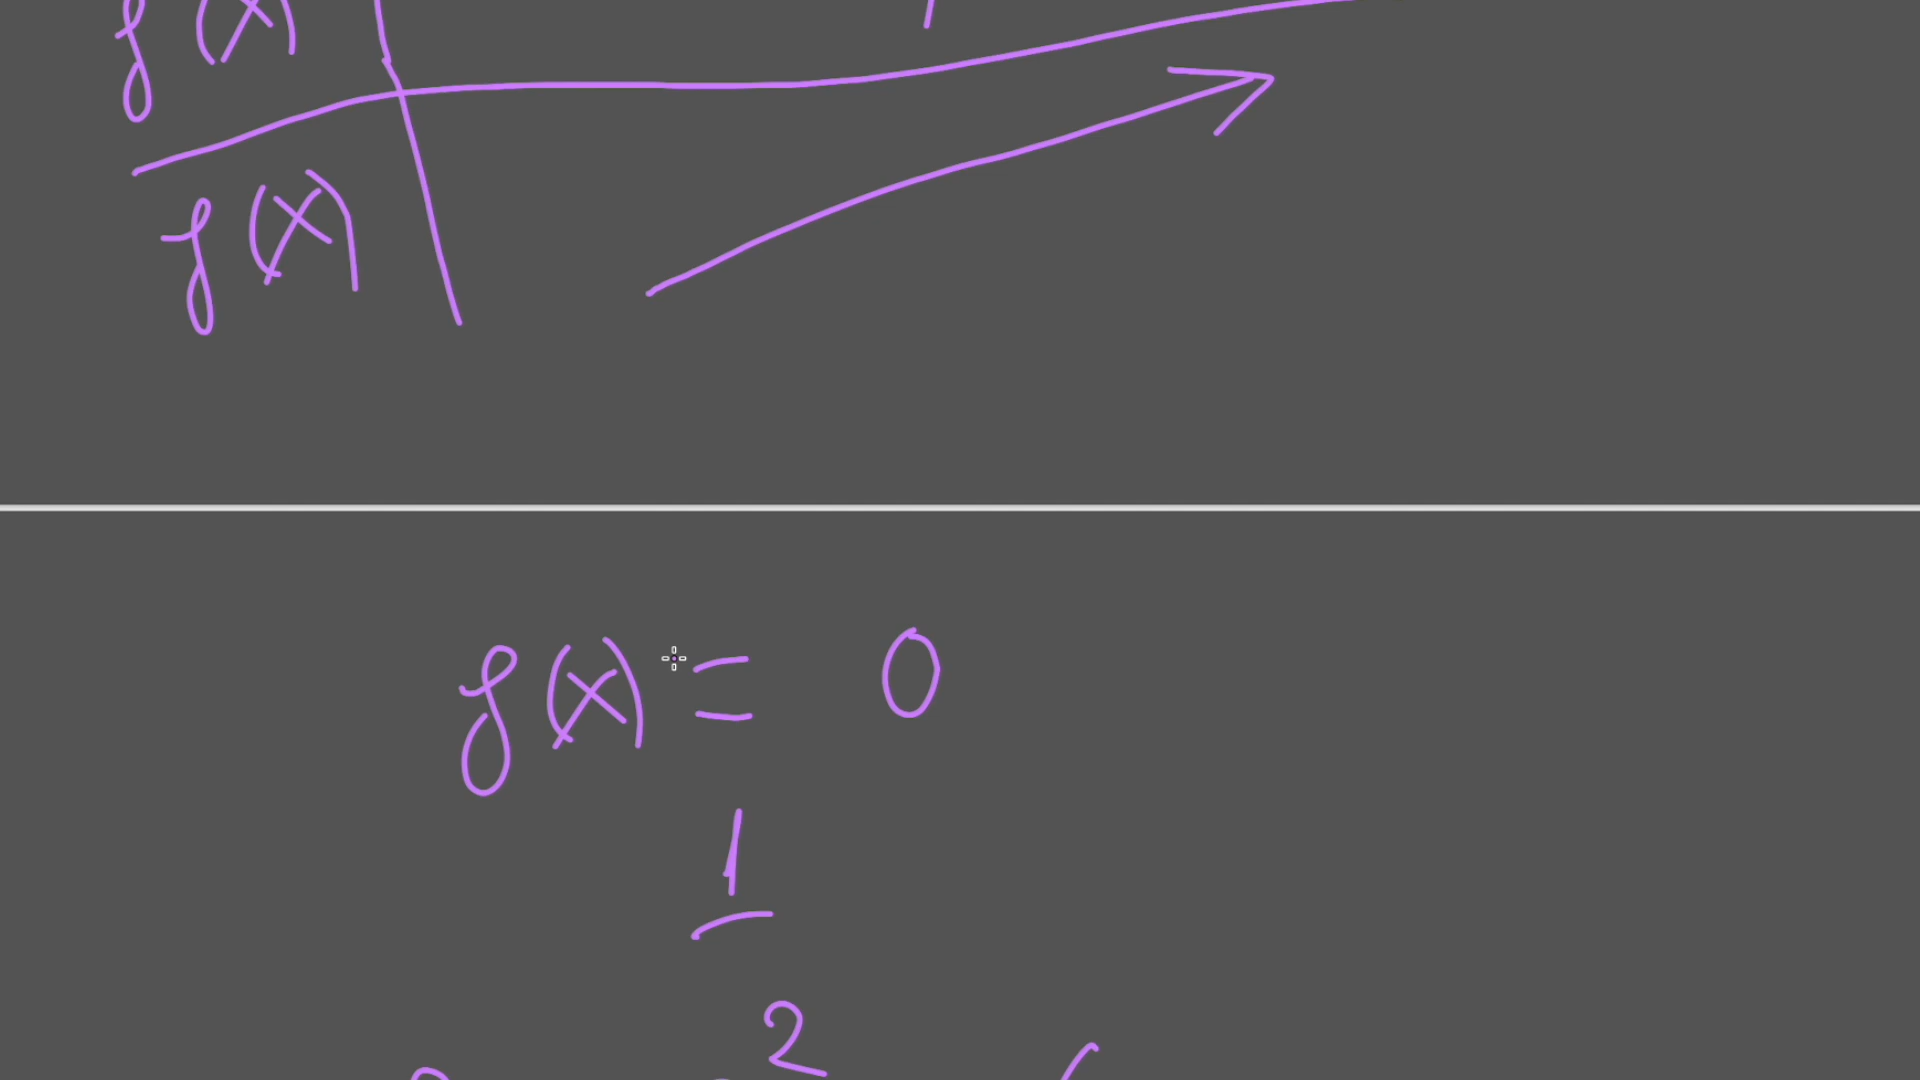 f(x)
f(x)
f(x) = 0
1
2